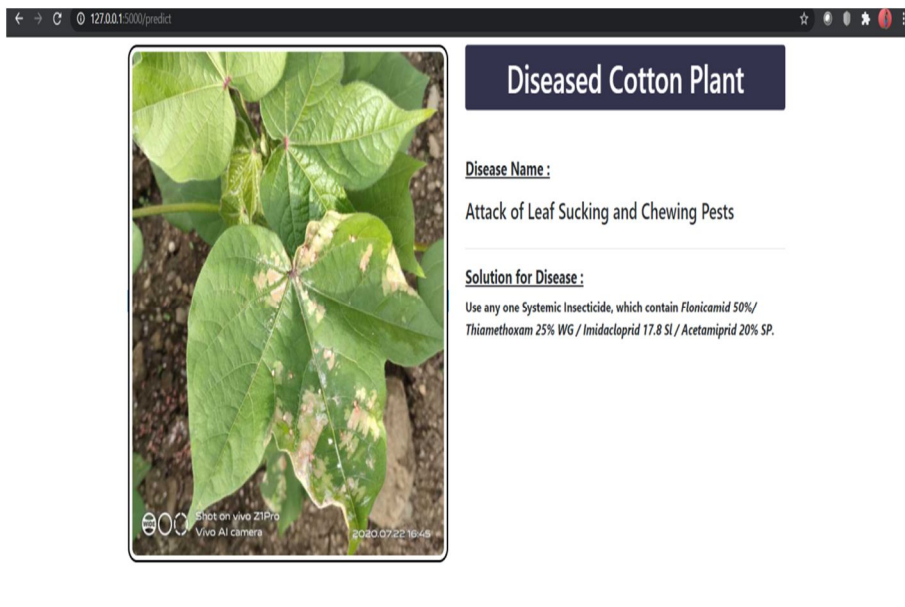 127.0.0.1:5000/predict
Diseased Cotton Plant
Disease Name :
Attack of Leaf Sucking and Chewing Pests
Solution for Disease :
Use any one Systemic Insecticide, which contain Flonicamid 50%/
Thiamethoxam 25% WG / Imidacloprid 17.8 Sl / Acetamiprid 20% SP.
WIDE
Shot on vivo Z1Pro
Vivo AI camera
2020.07.22 16:45